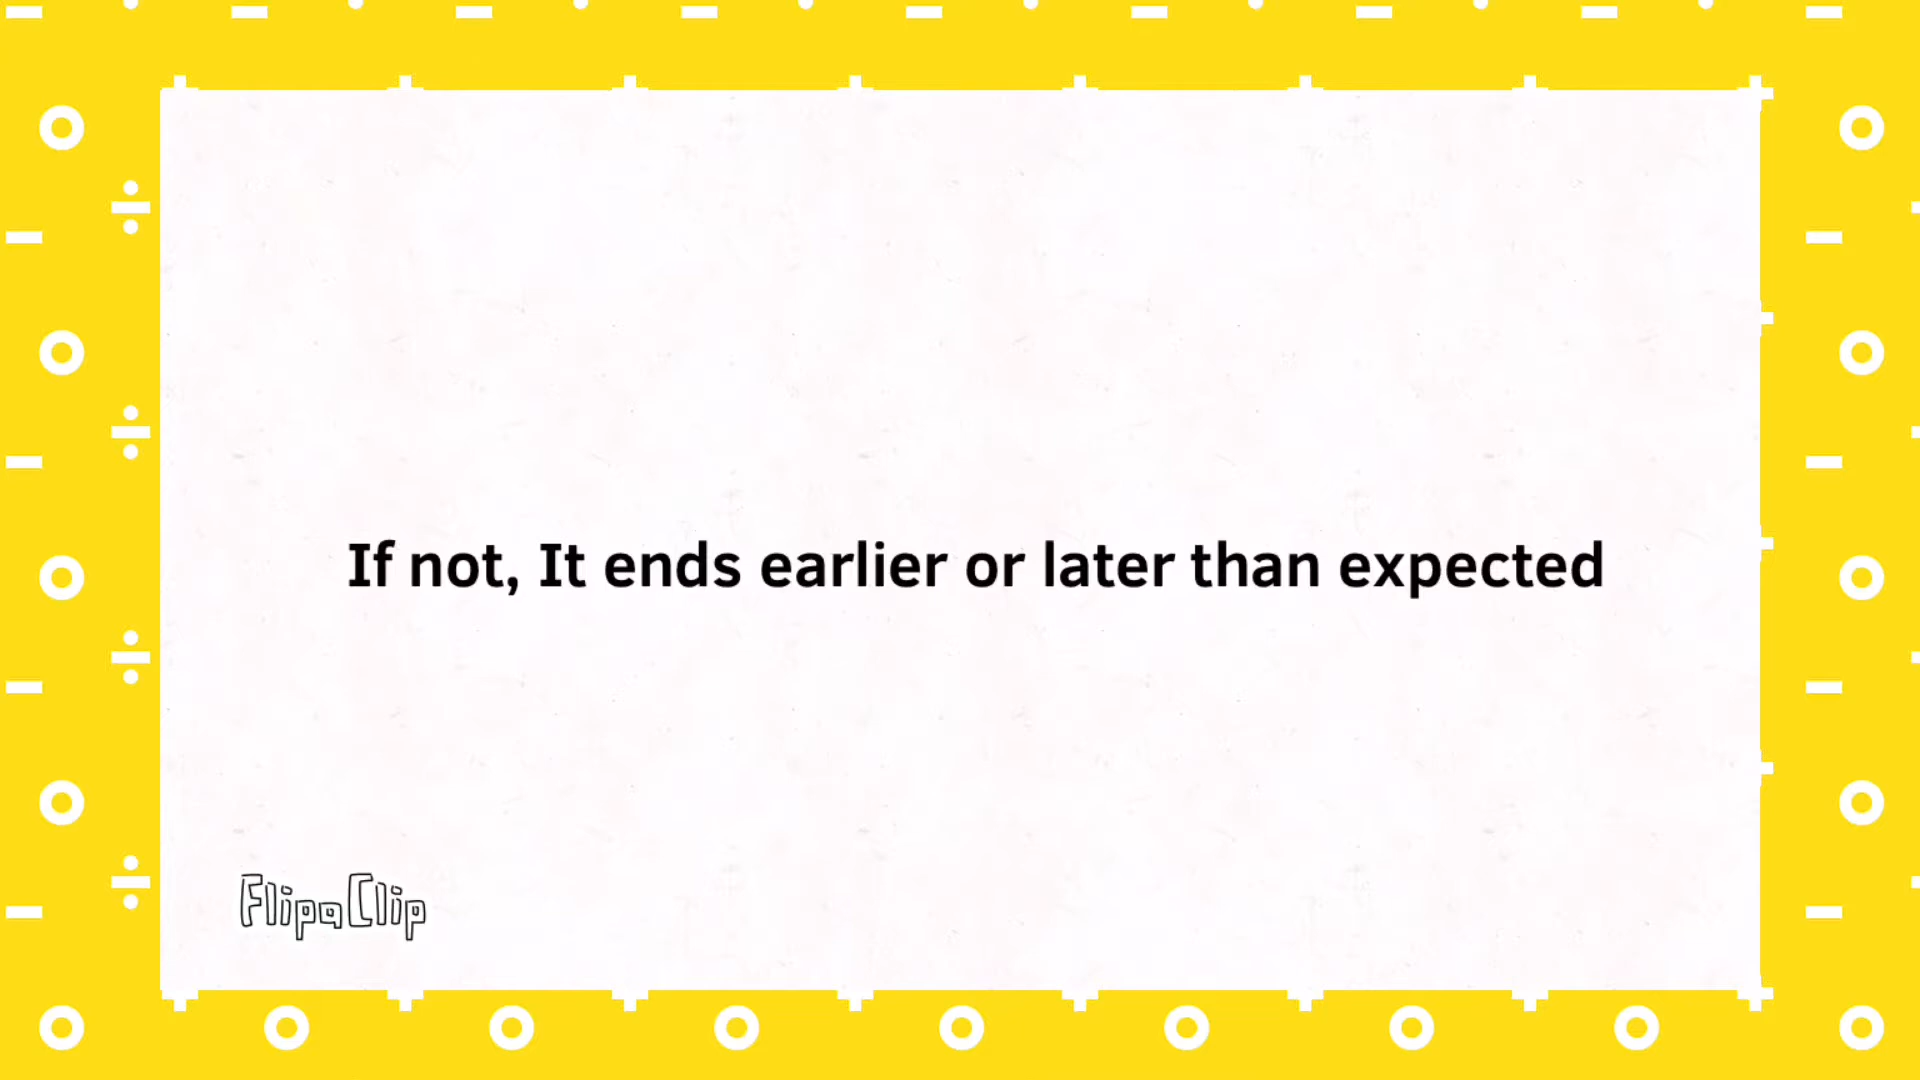 If not, It ends earlier or later than expected
FlipaClip